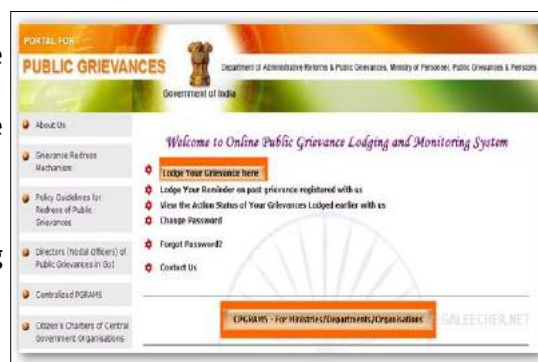 PORTAL FOR
PUBLIC GRIEVANCES
Department of Administrative Reforms & Public Grievances, Ministry of Personnel, Public Grievances & Pensions
Government of India
About Us
Grievance Redress
Mechanism
Policy Guidelines for
Redress of Public
Grievances
Directors (Nodal Officers) of
Public Grievances in GoI
Centralized PGRAMS
Citizen's Charters of Central
Government Organisations
Welcome to Online Public Grievance Lodging and Monitoring System
Lodge Your Grievance here
Lodge Your Reminder on past grievance registered with us
View the Action Status of Your Grievances Lodged earlier with us
Change Password
Forgot Password?
Contact Us
CPGRAMS - For Ministries/Departments/Organisations
GALEECHER.NET